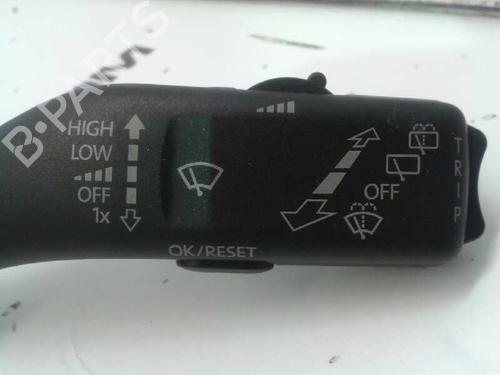 B-PARTS
HIGH
LOW
OFF
1x
OK/RESET
OFF
TRIP